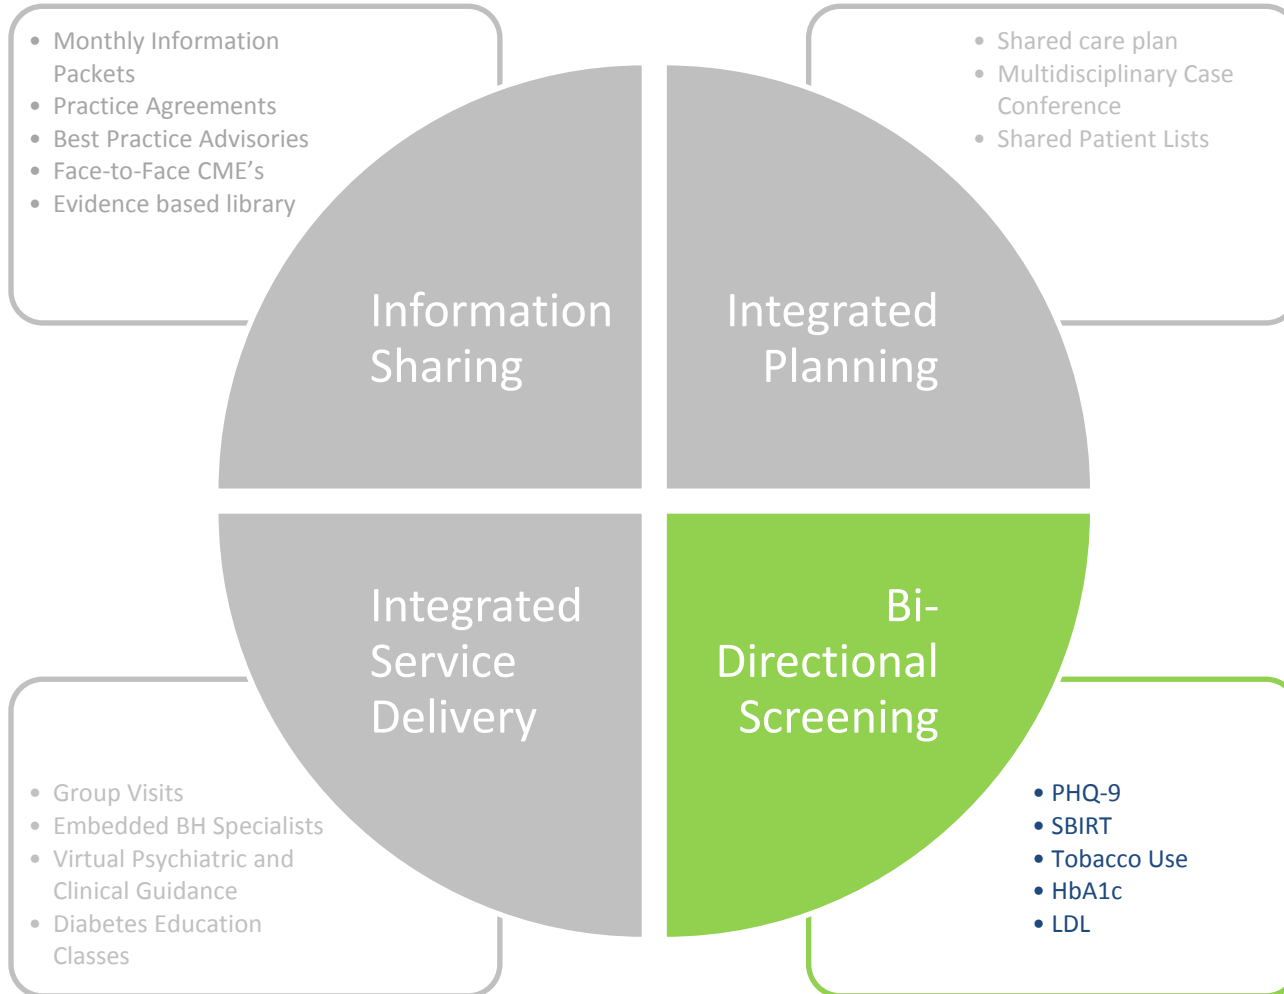 • Monthly Information
Packets
• Practice Agreements
• Best Practice Advisories
• Face-to-Face CME’s
• Evidence based library
• Shared care plan
• Multidisciplinary Case
Conference
• Shared Patient Lists
Information
Sharing
Integrated
Planning
Integrated
Service
Delivery
Bi-
Directional
Screening
• Group Visits
• Embedded BH Specialists
• Virtual Psychiatric and
Clinical Guidance
• Diabetes Education
Classes
• PHQ-9
• SBIRT
• Tobacco Use
• HbA1c
• LDL